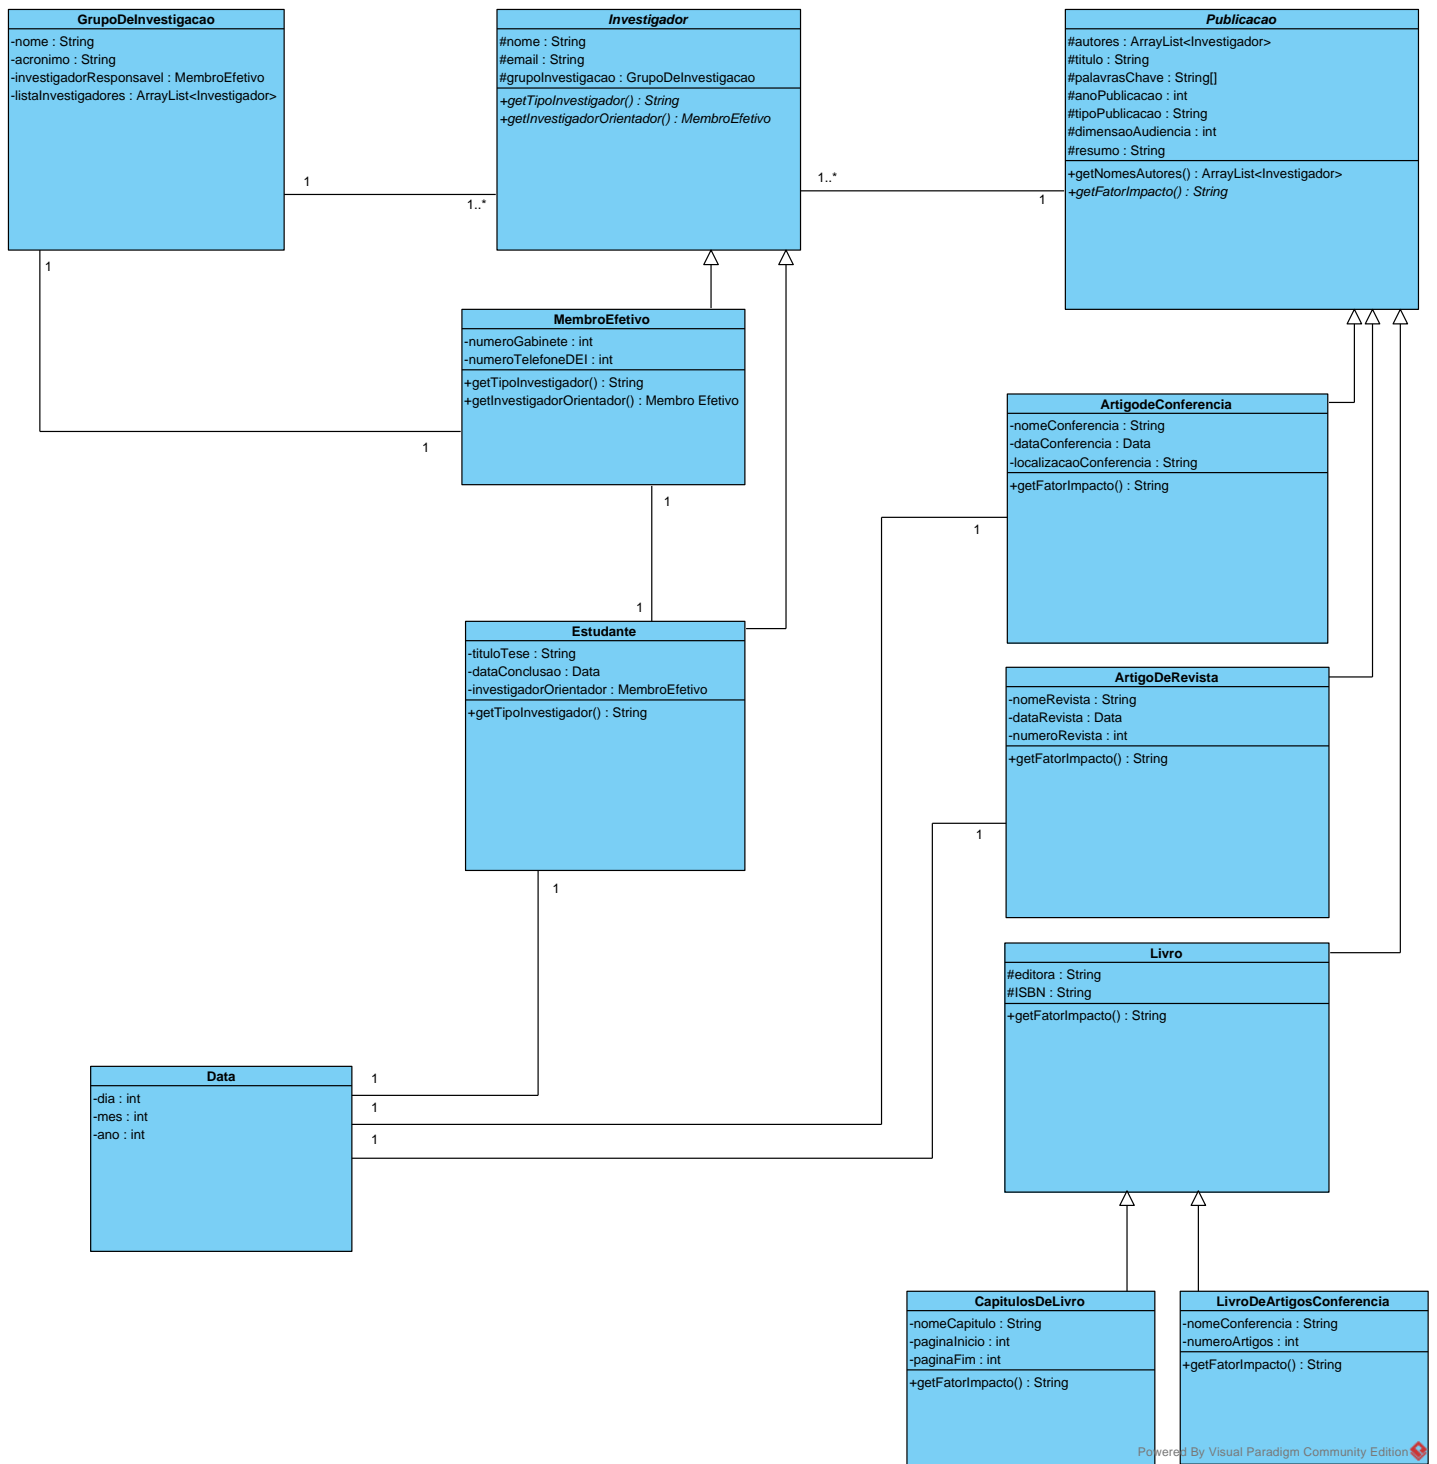 GrupoDeInvestigacao
-nome : String
-acronimo : String
-investigadorResponsavel : MembroEfetivo
-listaInvestigadores : ArrayList<Investigador>
Investigador
#nome : String
#email : String
#grupoInvestigacao : GrupoDeInvestigacao
+getTipoInvestigador() : String
+getInvestigadorOrientador() : MembroEfetivo
Publicacao
#autores : ArrayList<Investigador>
#titulo : String
#palavrasChave : String[]
#anoPublicacao : int
#tipoPublicacao : String
#dimensaoAudiencia : int
#resumo : String
+getNomesAutores() : ArrayList<Investigador>
+getFatorImpacto() : String
1
1..*
1..*
1
1
1
MembroEfetivo
-numeroGabinete : int
-numeroTelefoneDEI : int
+getTipoInvestigador() : String
+getInvestigadorOrientador() : Membro Efetivo
1
1
Estudante
-tituloTese : String
-dataConclusao : Data
-investigadorOrientador : MembroEfetivo
+getTipoInvestigador() : String
1
ArtigodeConferencia
-nomeConferencia : String
-dataConferencia : Data
-localizacaoConferencia : String
+getFatorImpacto() : String
1
ArtigoDeRevista
-nomeRevista : String
-dataRevista : Data
-numeroRevista : int
+getFatorImpacto() : String
1
Livro
#editora : String
#ISBN : String
+getFatorImpacto() : String
Data
-dia : int
-mes : int
-ano : int
1
1
1
CapitulosDeLivro
-nomeCapitulo : String
-paginaInicio : int
-paginaFim : int
+getFatorImpacto() : String
LivroDeArtigosConferencia
-nomeConferencia : String
-numeroArtigos : int
+getFatorImpacto() : String
Powered By Visual Paradigm Community Edition